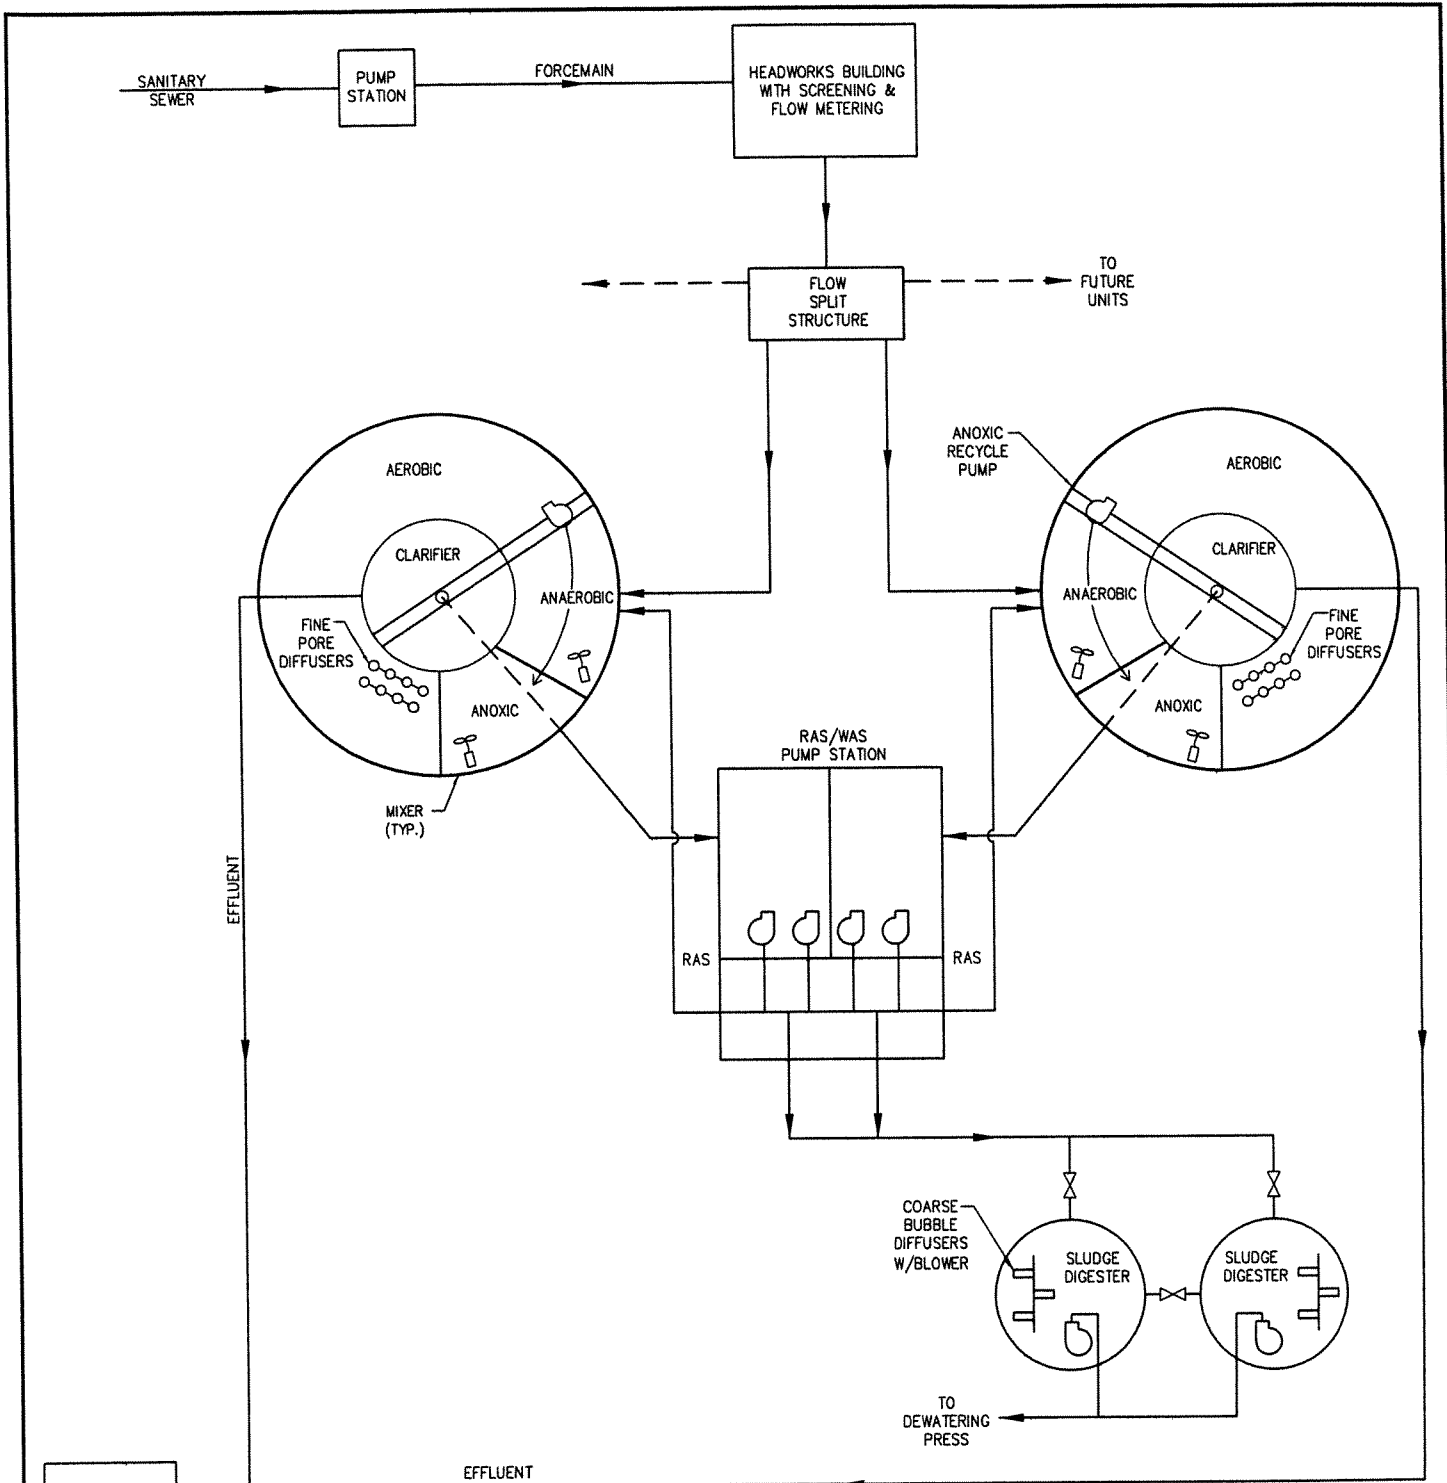 SANITARY
SEWER
PUMP
STATION
FORCEMAIN
HEADWORKS BUILDING
WITH SCREENING &
FLOW METERING
FLOW
SPLIT
STRUCTURE
TO
FUTURE
UNITS
AEROBIC
CLARIFIER
ANAEROBIC
FINE
PORE
DIFFUSERS
ANOXIC
MIXER
(TYP.)
ANOXIC
RECYCLE
PUMP
AEROBIC
CLARIFIER
ANAEROBIC
FINE
PORE
DIFFUSERS
ANOXIC
RAS/WAS
PUMP STATION
RAS
RAS
EFFLUENT
COARSE
BUBBLE
DIFFUSERS
W/BLOWER
SLUDGE
DIGESTER
SLUDGE
DIGESTER
TO
DEWATERING
PRESS
EFFLUENT